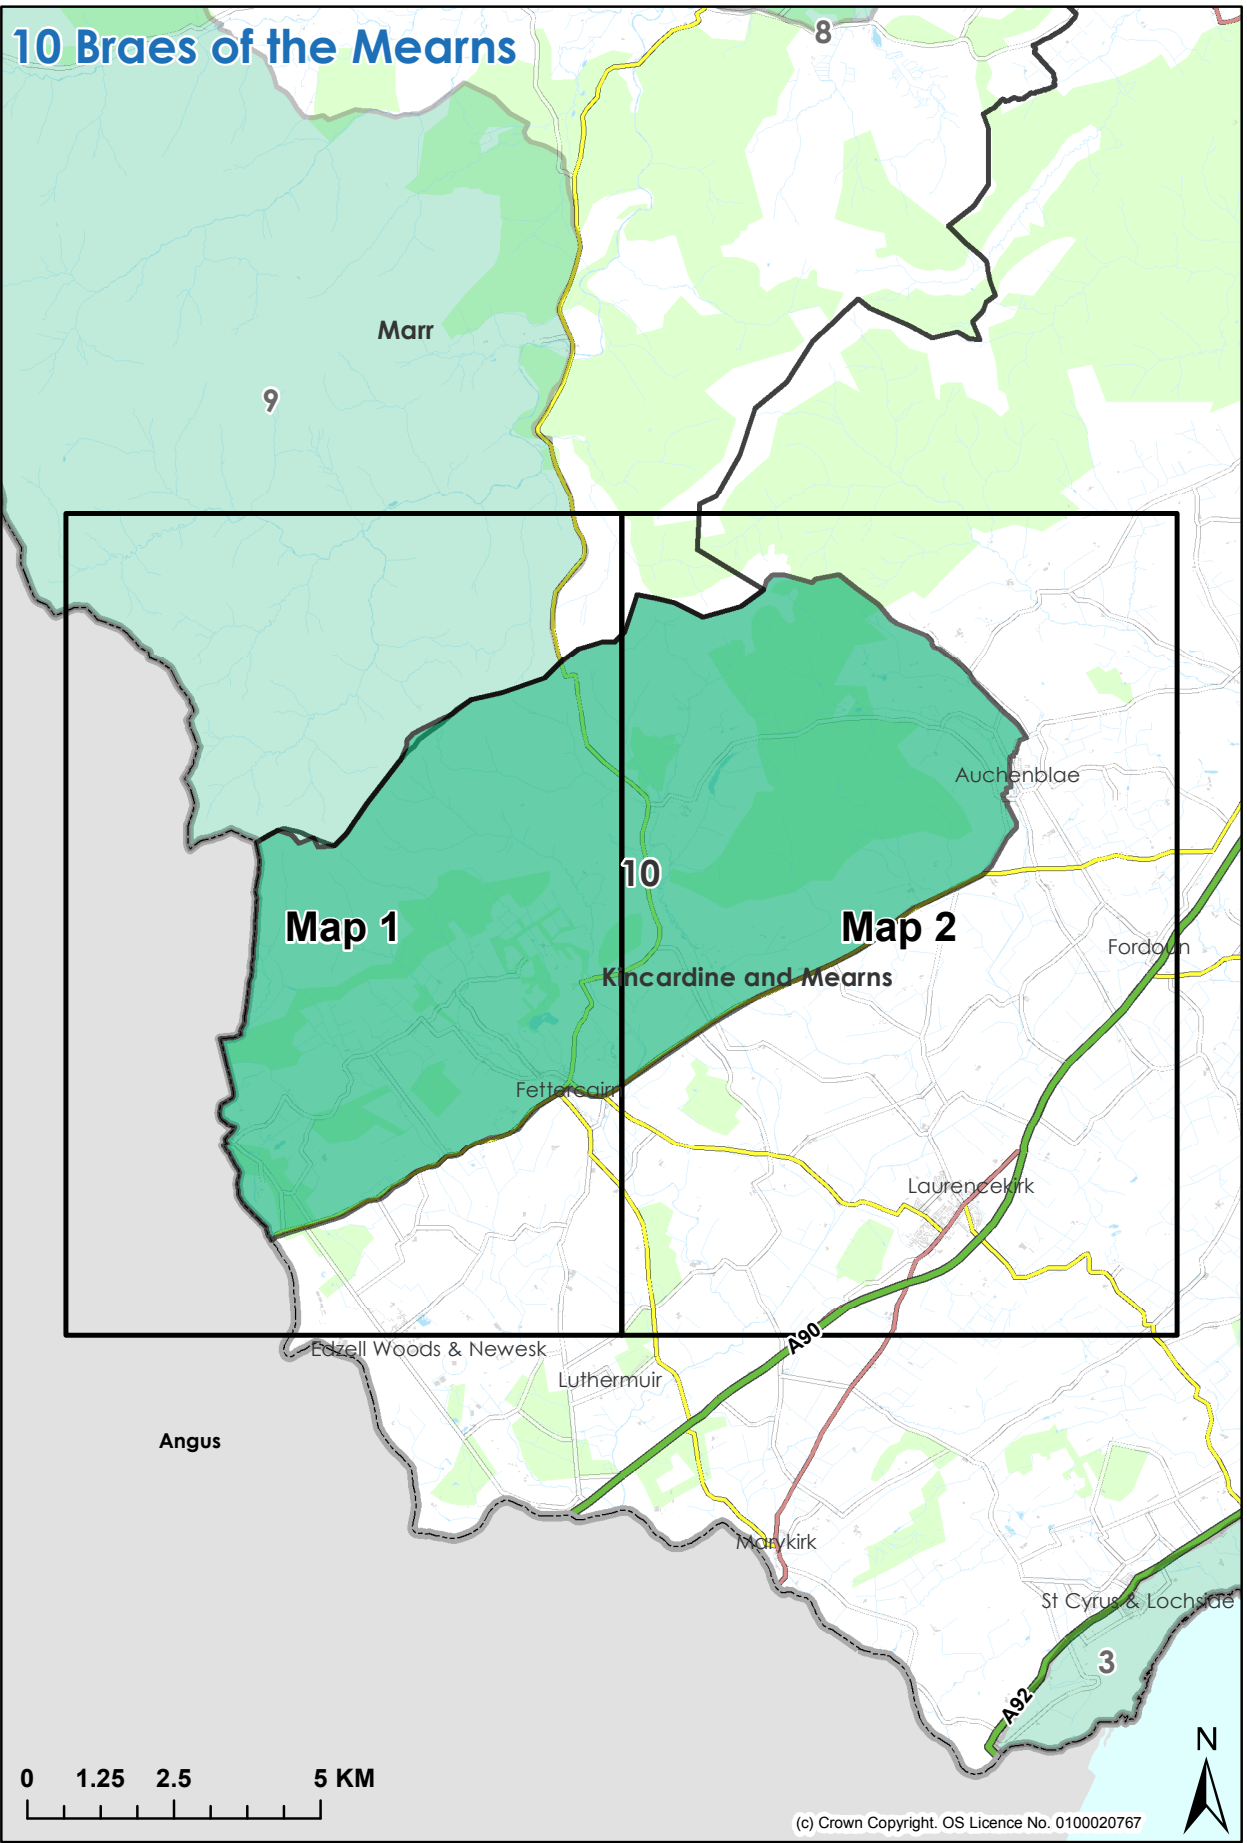 10 Braes of the Mearns
8
Marr
9
Auchenblae
10
Map 1
Map 2
Fordoun
Kincardine and Mearns
Fettercairn
Laurencekirk
A90
Edzell Woods & Newesk
Luthermuir
Angus
Marykirk
St Cyrus & Lochside
3
A92
N
0 1.25 2.5 5 KM
(c) Crown Copyright. OS Licence No. 0100020767